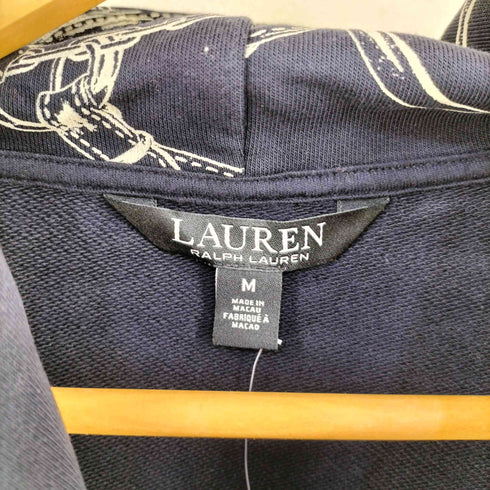 LAUREN
RALPH LAUREN
M
MADE IN
MACAU
FABRIQUÉ À
MACAO